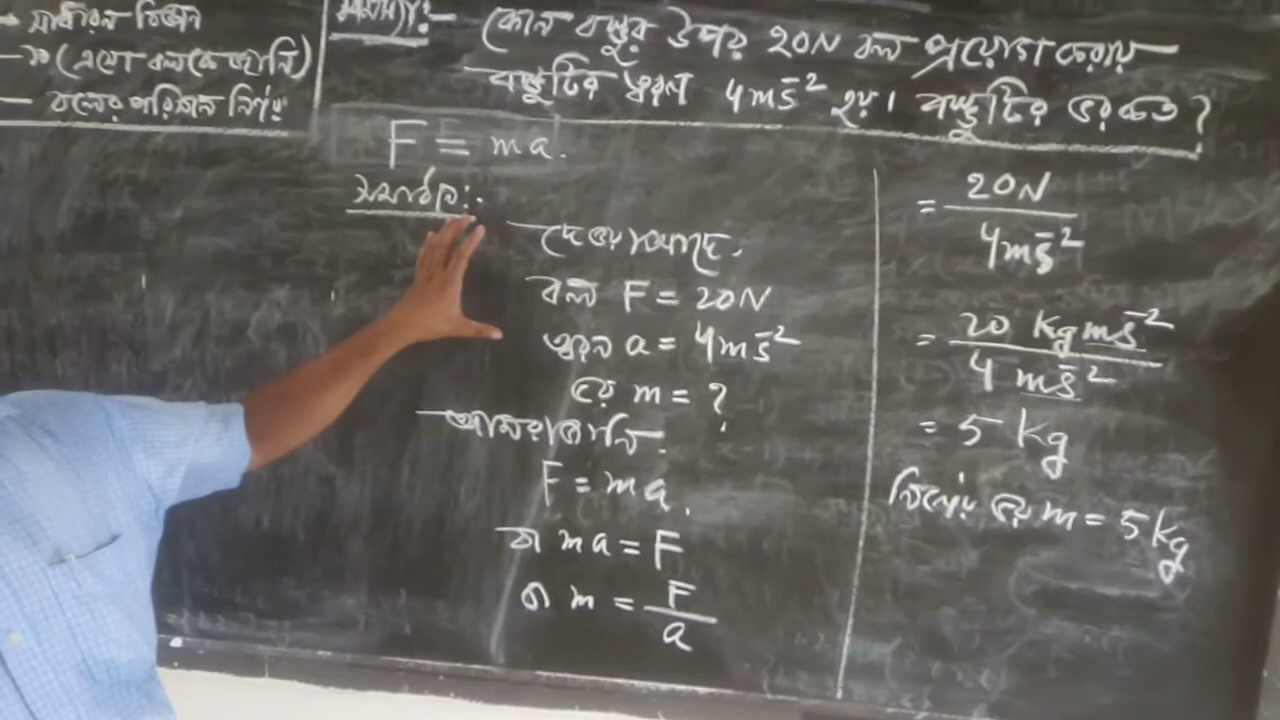 সাধারন বিজ্ঞান
বলের পরিমান নির্ণয়
সমস্যা:- কোন বস্তুর উপর 20N বল প্রয়োগ করায়
বস্তুটির ত্বরণ 4ms⁻² হয়। বস্তুটির ভর কত?
F = ma.
সমাধান:-
দেওয়া আছে,
বল F = 20N
ত্বরন a = 4ms⁻²
ভর m = ?
আমরা জানি,
F = ma,
বা ma = F
বা m = F/a
= 20N/4ms⁻²
= 20 kgms⁻²/4 ms⁻²
= 5 kg
নির্ণেয় ভর m = 5kg